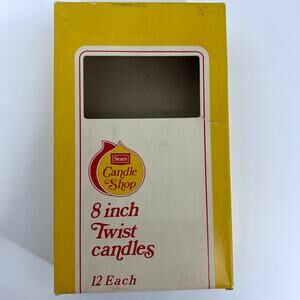 Sears
Candle
Shop
8 inch
Twist
candles
12 Each